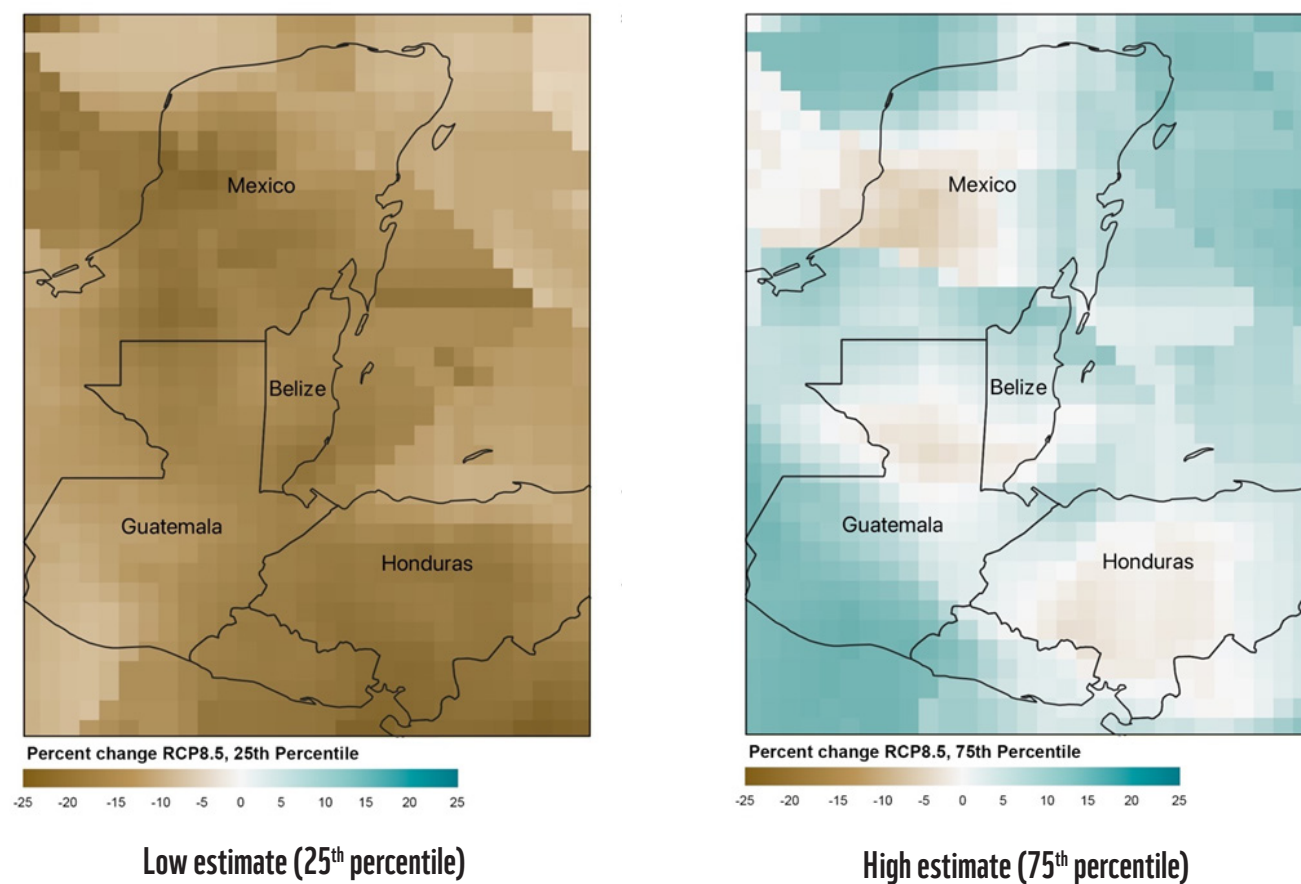 Mexico
Belize
Guatemala
Honduras
Percent change RCP8.5, 25th Percentile
-25 -20 -15 -10 -5 0 5 10 15 20 25
Low estimate (25th percentile)
Mexico
Belize
Guatemala
Honduras
Percent change RCP8.5, 75th Percentile
-25 -20 -15 -10 -5 0 5 10 15 20 25
High estimate (75th percentile)